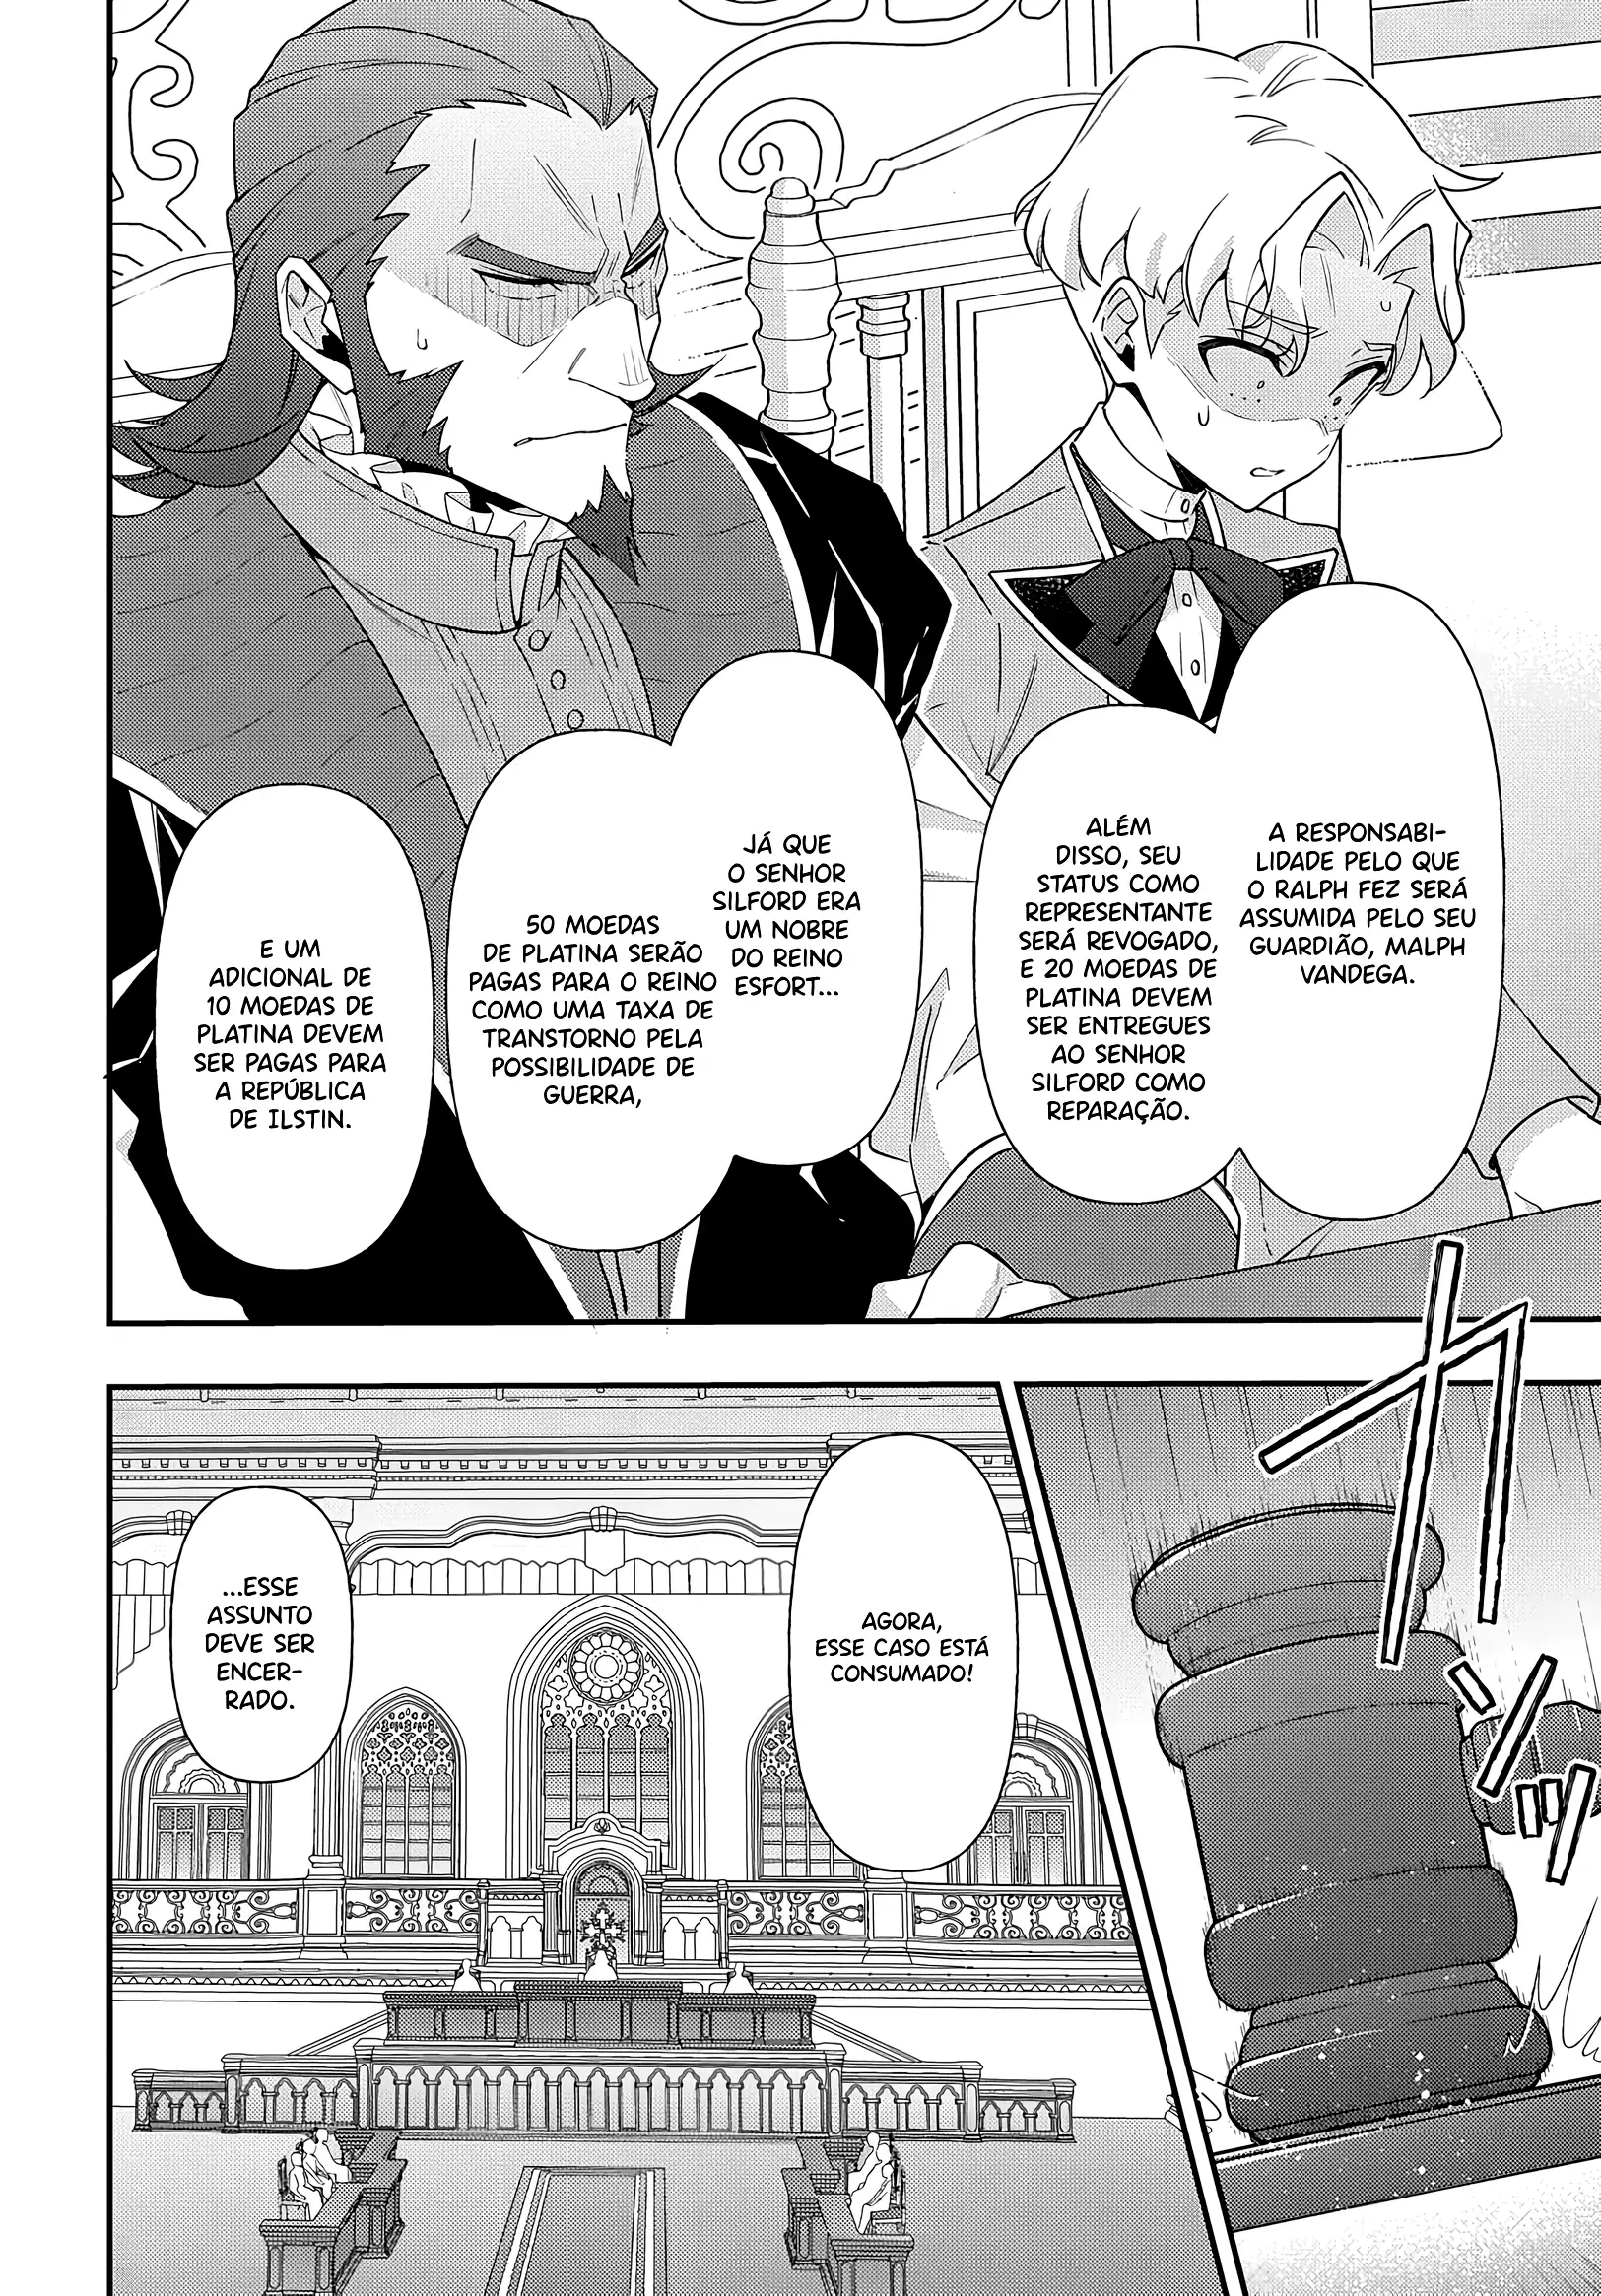 A RESPONSABI-
LIDADE PELO QUE
O RALPH FEZ SERÁ
ASSUMIDA PELO SEU
GUARDIÃO, MALPH
VANDEGA.
ALÉM
DISSO, SEU
STATUS COMO
REPRESENTANTE
SERÁ REVOGADO,
E 20 MOEDAS DE
PLATINA DEVEM
SER ENTREGUES
AO SENHOR
SILFORD COMO
REPARAÇÃO.
JÁ QUE
O SENHOR
SILFORD ERA
UM NOBRE
DO REINO
ESFORT...
50 MOEDAS
DE PLATINA SERÃO
PAGAS PARA O REINO
COMO UMA TAXA DE
TRANSTORNO PELA
POSSIBILIDADE DE
GUERRA,
E UM
ADICIONAL DE
10 MOEDAS DE
PLATINA DEVEM
SER PAGAS PARA
A REPÚBLICA
DE ILSTIN.
カンッ
AGORA,
ESSE CASO ESTÁ
CONSUMADO!
...ESSE
ASSUNTO
DEVE SER
ENCER-
RADO.